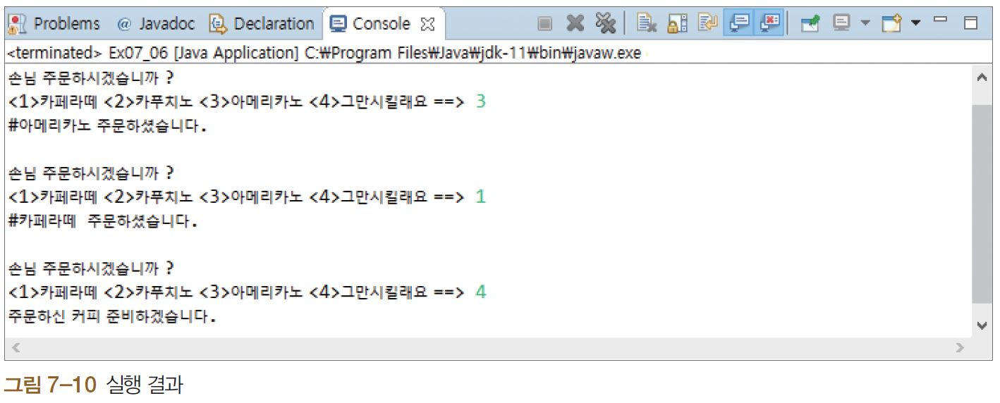 Problems @ Javadoc Declaration Console
<terminated> Ex07_06 [Java Application] C:₩Program Files₩Java₩jdk-11₩bin₩javaw.exe
손님 주문하시겠습니까 ?
<1>카페라떼 <2>카푸치노 <3>아메리카노 <4>그만시킬래요 ==> 3
#아메리카노 주문하셨습니다.
손님 주문하시겠습니까 ?
<1>카페라떼 <2>카푸치노 <3>아메리카노 <4>그만시킬래요 ==> 1
#카페라떼  주문하셨습니다.
손님 주문하시겠습니까 ?
<1>카페라떼 <2>카푸치노 <3>아메리카노 <4>그만시킬래요 ==> 4
주문하신 커피 준비하겠습니다.
그림 7–10 실행 결과